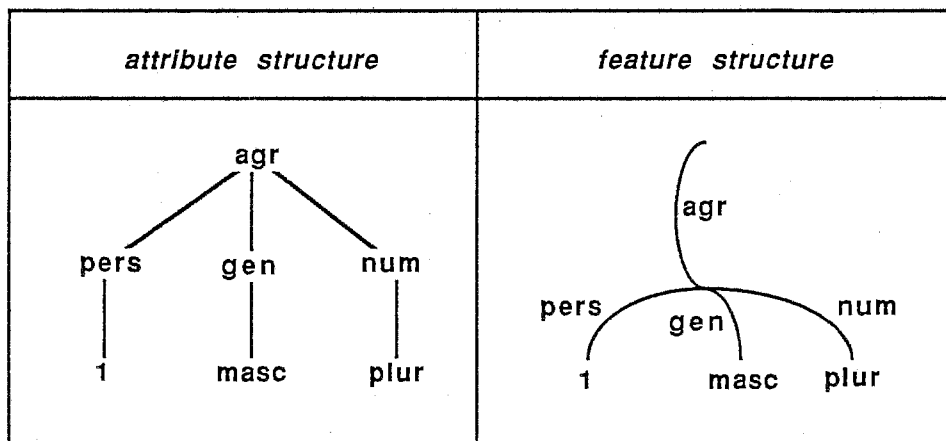 attribute structure
feature structure
agr
pers gen num
1 masc plur
agr
pers gen num
1 masc plur